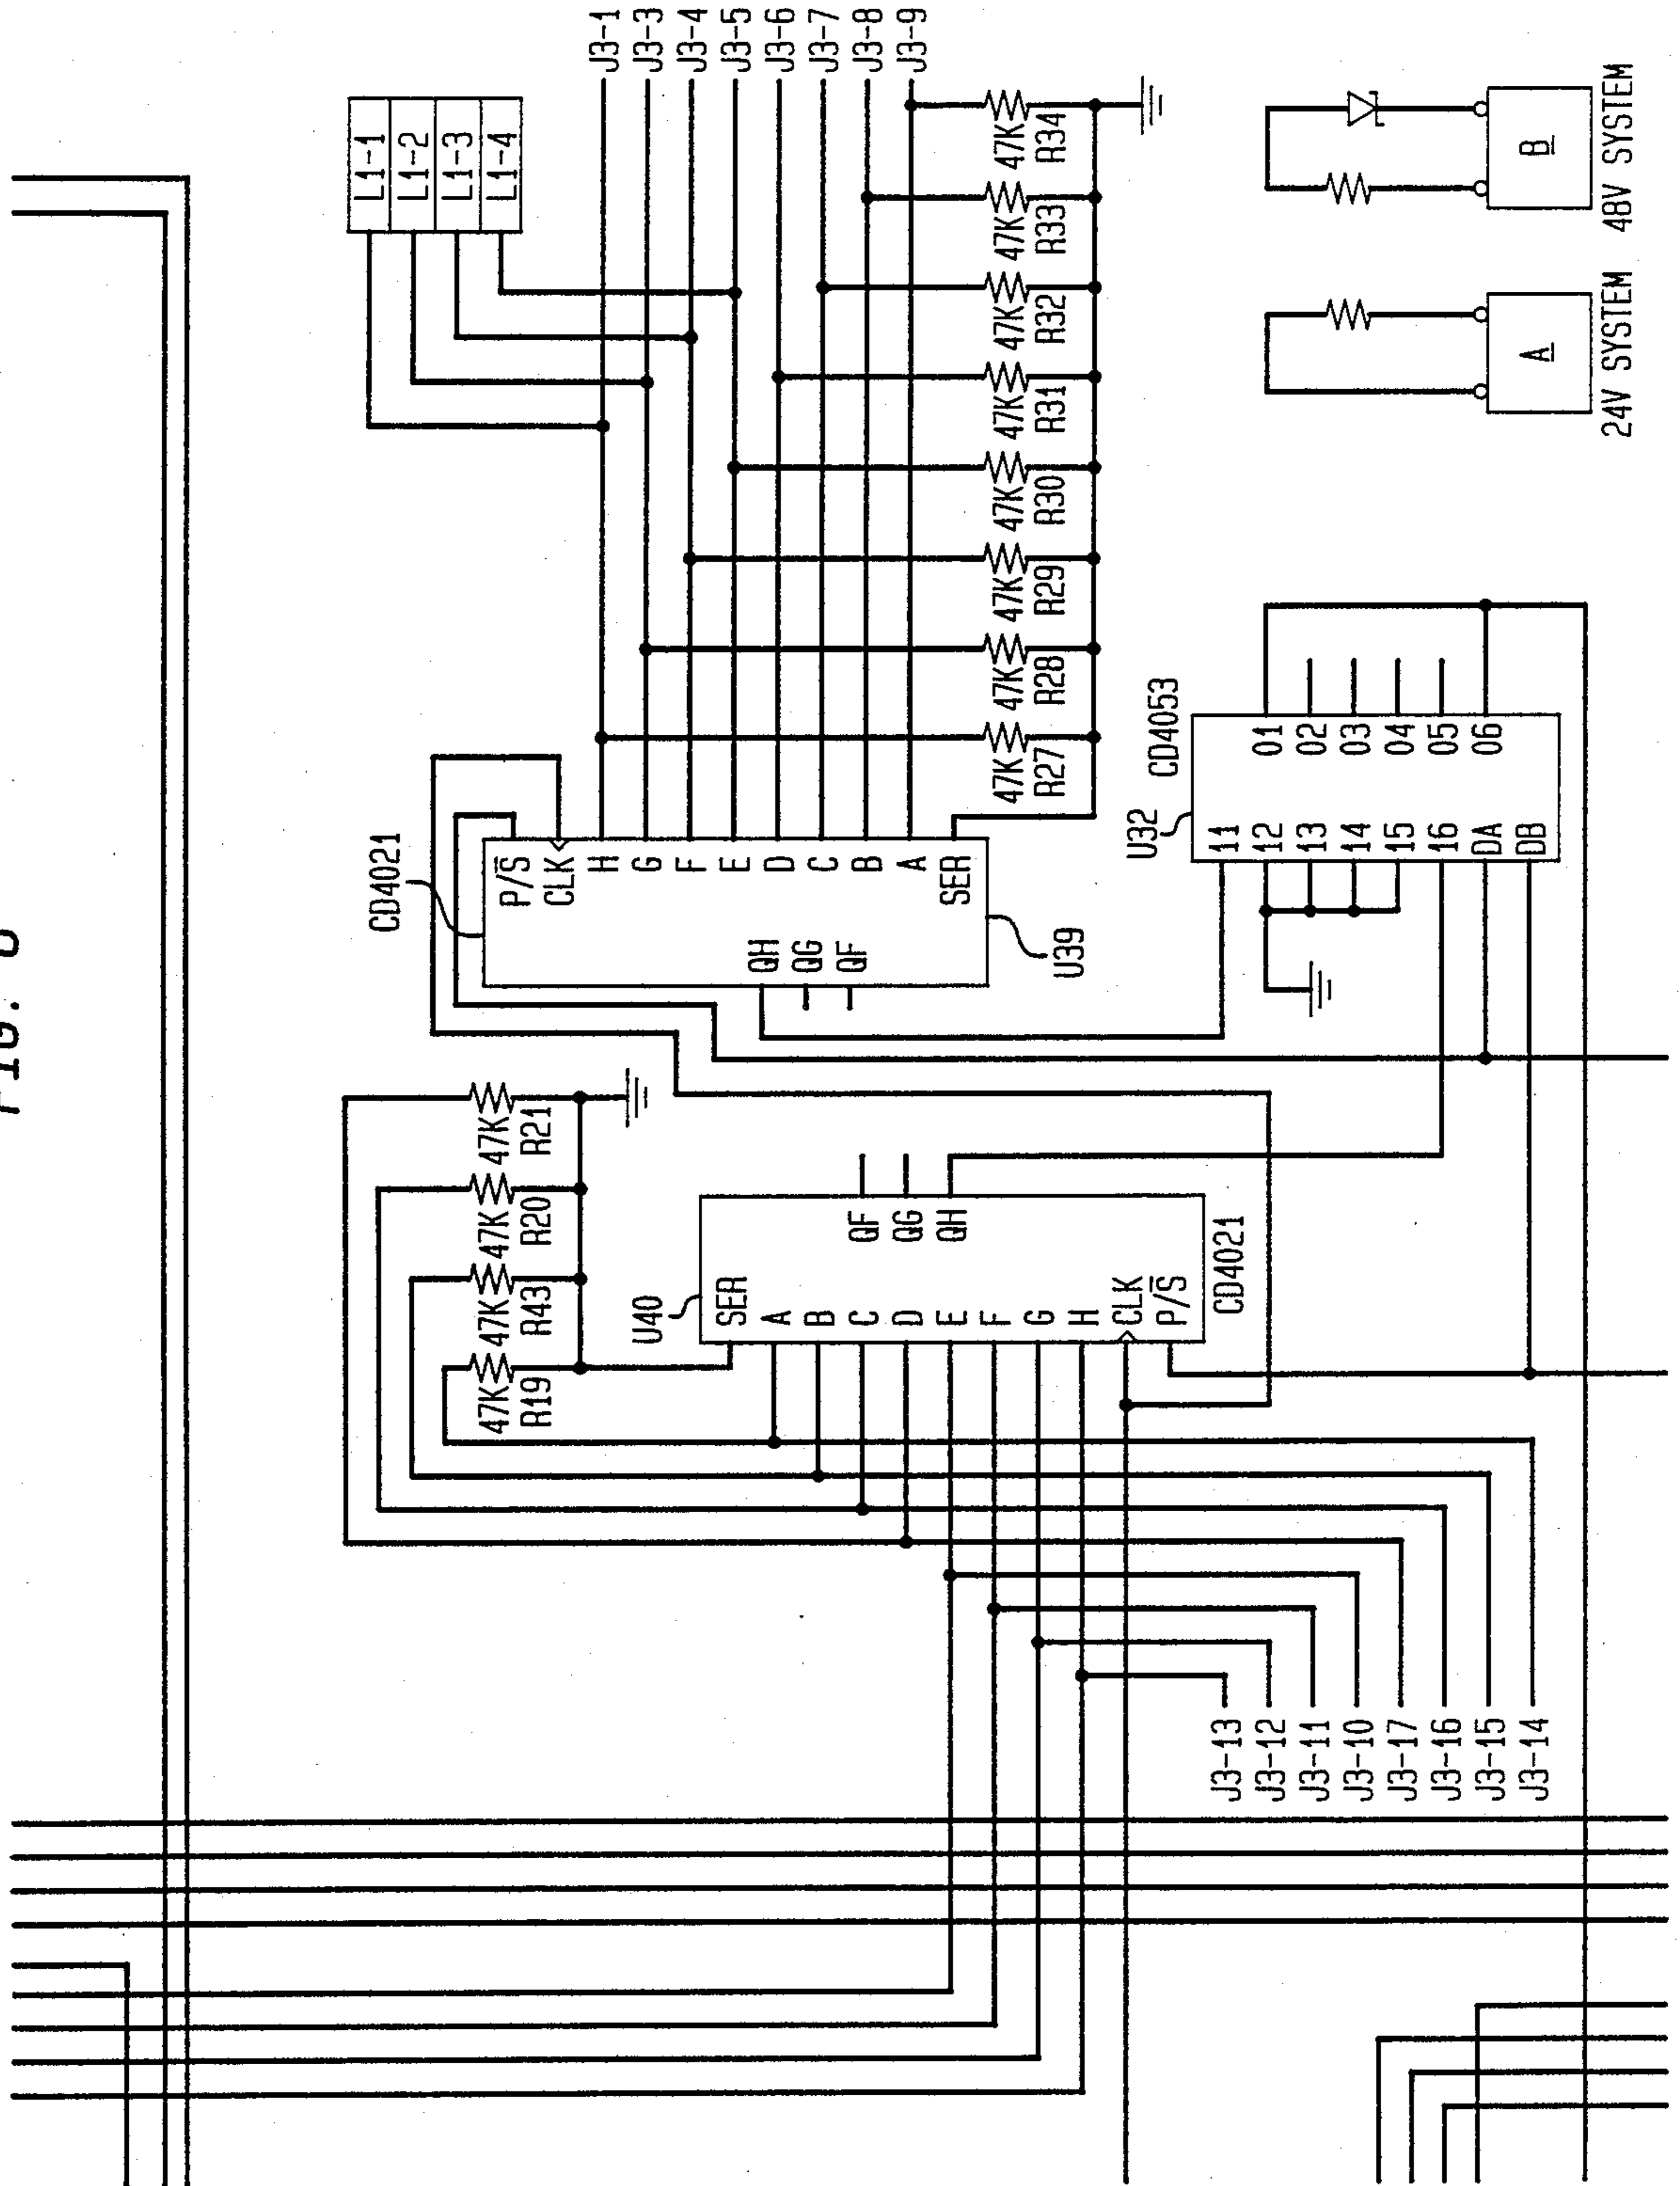 FIG. 8
L1-1
L1-2
L1-3
L1-4
J3-1
J3-3
J3-4
J3-5
J3-6
J3-7
J3-8
J3-9
CD4021
P/S̅
CLK
H
G
F
E
D
C
B
A
SER
QH
QG
QF
U39
47K R27
47K R28
47K R29
47K R30
47K R31
47K R32
47K R33
47K R34
47K R19
47K R43
47K R20
47K R21
U40
SER
A
B
C
D
E
F
G
H
CLK
P/S̅
QF
QG
QH
CD4021
J3-13
J3-12
J3-11
J3-10
J3-17
J3-16
J3-15
J3-14
U32
CD4053
11
12
13
14
15
16
DA
DB
01
02
03
04
05
06
A
24V SYSTEM
B
48V SYSTEM